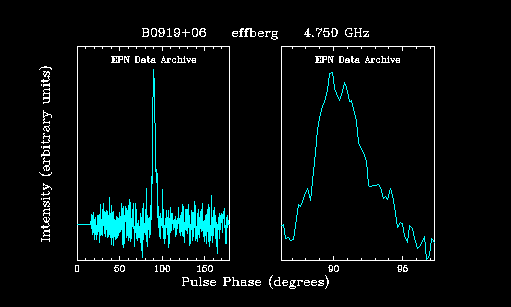 B0919+06 effberg 4.750 GHz
EPN Data Archive EPN Data Archive
Intensity (arbitrary units)
0 50 100 150 90 95
Pulse Phase (degrees)